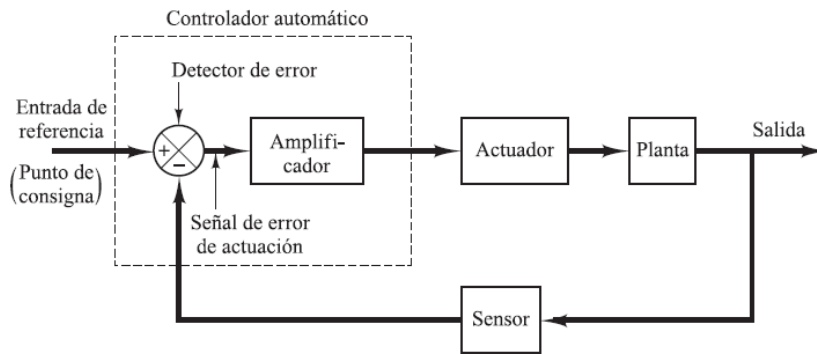 Controlador automático
Detector de error
Entrada de
referencia
(Punto de
consigna)
+
−
Amplifi-
cador
Actuador
Planta
Salida
Señal de error
de actuación
Sensor